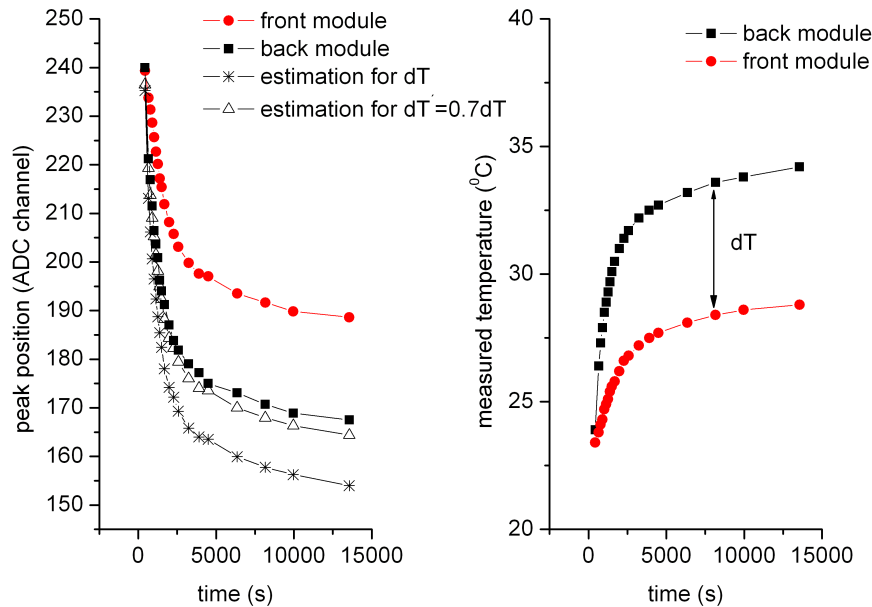 front module
back module
estimation for dT
estimation for dT´=0.7dT
240
230
220
210
200
190
180
170
160
150
peak position (ADC channel)
0
5000
10000
15000
time (s)
back module
front module
40
35
30
25
20
measured temperature (⁰C)
dT
0
5000
10000
15000
time (s)